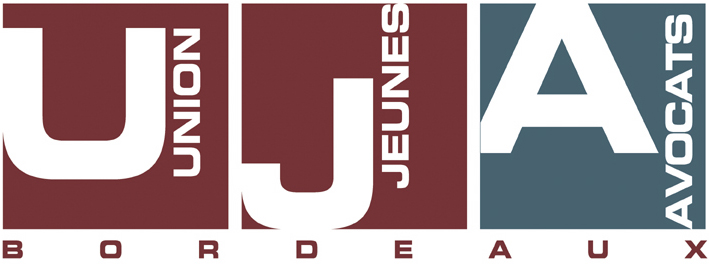 U UNION
J JEUNES
A AVOCATS
BORDEAUX